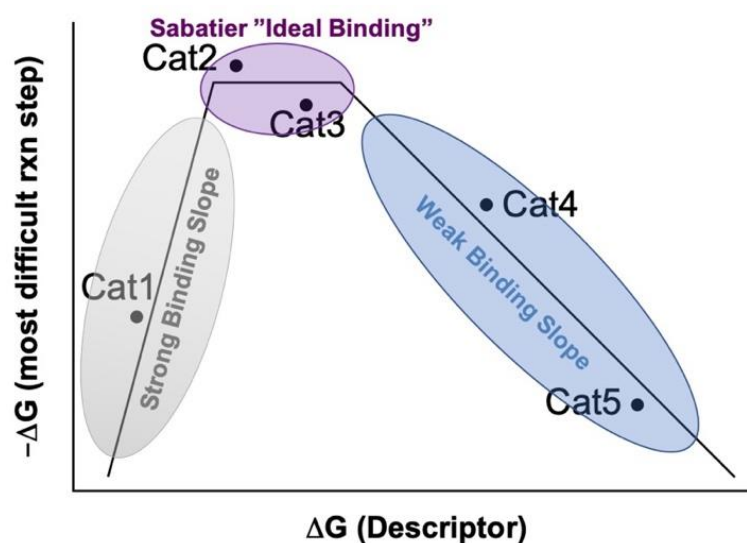 Sabatier ”Ideal Binding”
Cat2
Cat3
Cat1
Cat4
Cat5
Strong Binding Slope
Weak Binding Slope
−ΔG (most difficult rxn step)
ΔG (Descriptor)